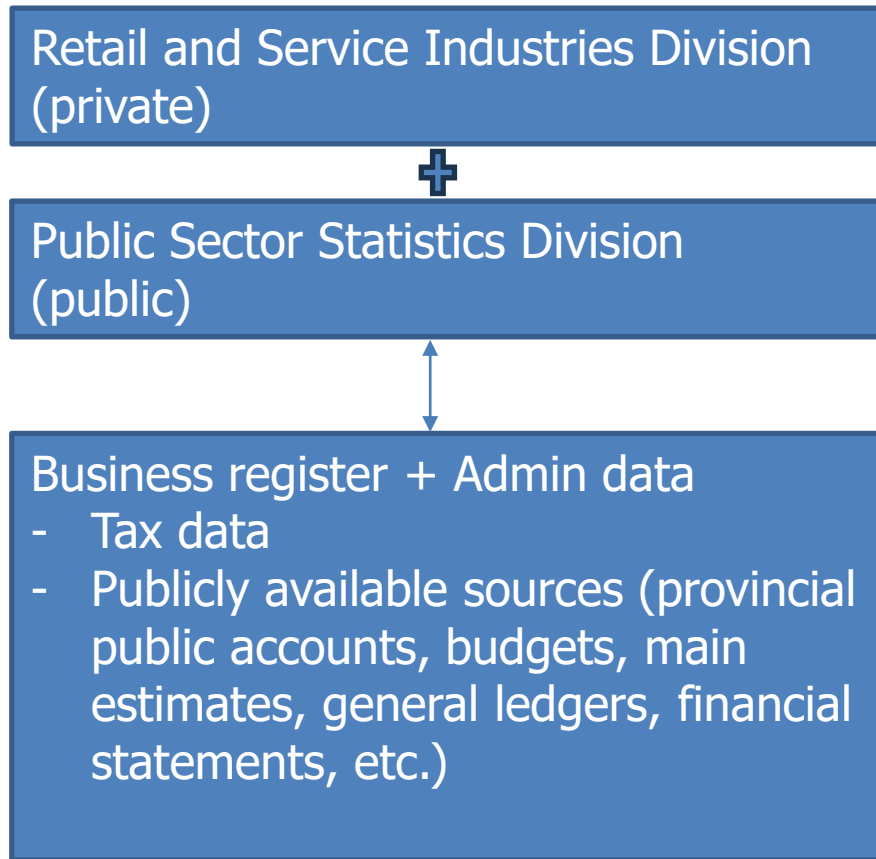 Retail and Service Industries Division
(private)
Public Sector Statistics Division
(public)
Business register + Admin data
- Tax data
- Publicly available sources (provincial
public accounts, budgets, main
estimates, general ledgers, financial
statements, etc.)